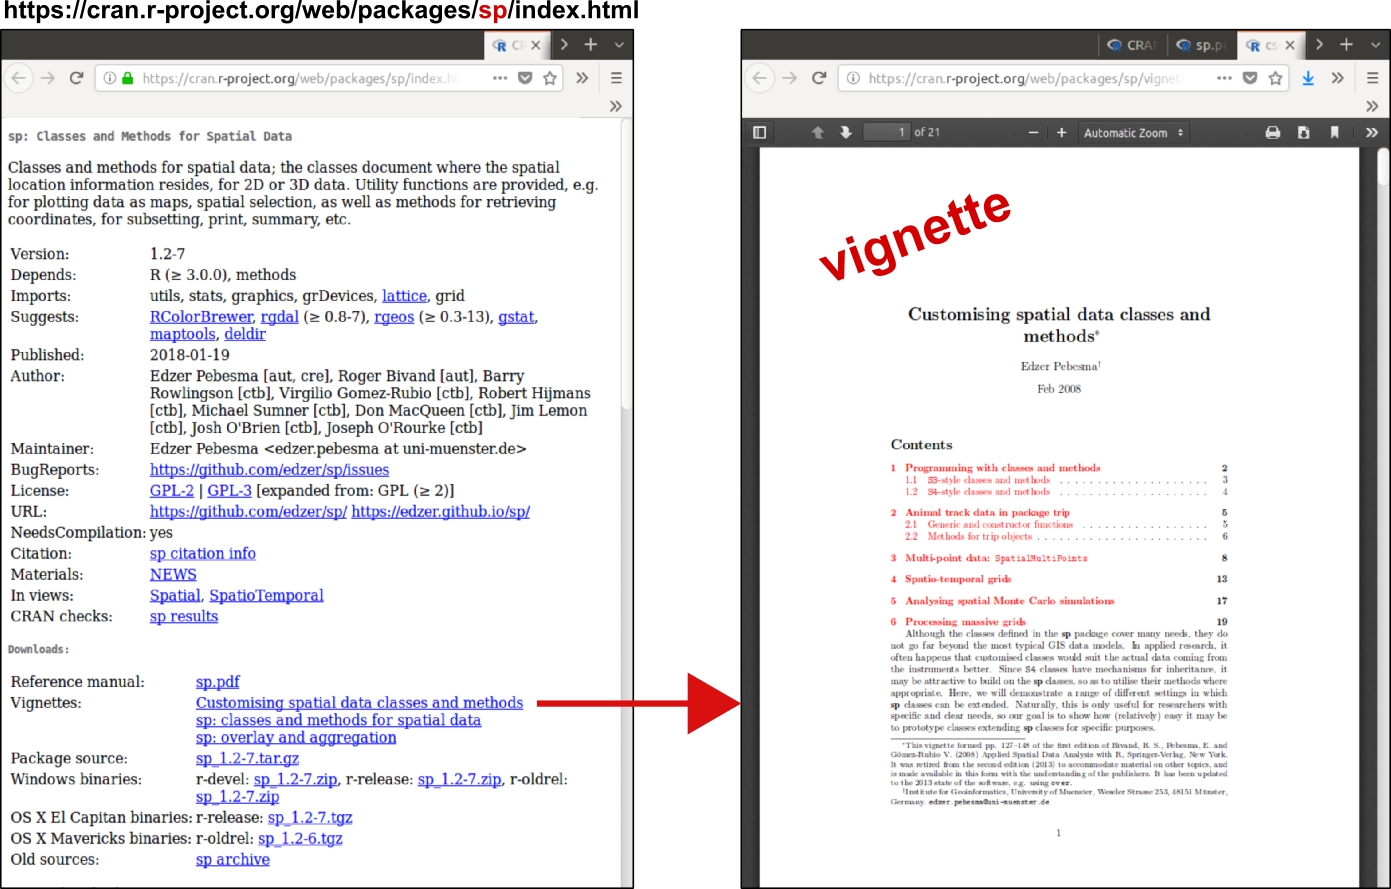 https://cran.r-project.org/web/packages/sp/index.html
https://cran.r-project.org/web/packages/sp/index.ht
sp: Classes and Methods for Spatial Data
Classes and methods for spatial data; the classes document where the spatial
location information resides, for 2D or 3D data. Utility functions are provided, e.g.
for plotting data as maps, spatial selection, as well as methods for retrieving
coordinates, for subsetting, print, summary, etc.
Version: 1.2-7
Depends: R (≥ 3.0.0), methods
Imports: utils, stats, graphics, grDevices, lattice, grid
Suggests: RColorBrewer, rgdal (≥ 0.8-7), rgeos (≥ 0.3-13), gstat,
maptools, deldir
Published: 2018-01-19
Author: Edzer Pebesma [aut, cre], Roger Bivand [aut], Barry
Rowlingson [ctb], Virgilio Gomez-Rubio [ctb], Robert Hijmans
[ctb], Michael Sumner [ctb], Don MacQueen [ctb], Jim Lemon
[ctb], Josh O'Brien [ctb], Joseph O'Rourke [ctb]
Maintainer: Edzer Pebesma <edzer.pebesma at uni-muenster.de>
BugReports: https://github.com/edzer/sp/issues
License: GPL-2 | GPL-3 [expanded from: GPL (≥ 2)]
URL: https://github.com/edzer/sp/ https://edzer.github.io/sp/
NeedsCompilation: yes
Citation: sp citation info
Materials: NEWS
In views: Spatial, SpatioTemporal
CRAN checks: sp results
Downloads:
Reference manual: sp.pdf
Vignettes: Customising spatial data classes and methods
sp: classes and methods for spatial data
sp: overlay and aggregation
Package source: sp_1.2-7.tar.gz
Windows binaries: r-devel: sp_1.2-7.zip, r-release: sp_1.2-7.zip, r-oldrel:
sp_1.2-7.zip
OS X El Capitan binaries: r-release: sp_1.2-7.tgz
OS X Mavericks binaries: r-oldrel: sp_1.2-6.tgz
Old sources: sp archive
CRAN sp.p cs
https://cran.r-project.org/web/packages/sp/vignet
1 of 21 Automatic Zoom
vignette
Customising spatial data classes and
methods*
Edzer Pebesma†
Feb 2008
Contents
1 Programming with classes and methods 2
1.1 S3-style classes and methods . . . . . . . . . . . . . . . . . . . . 3
1.2 S4-style classes and methods . . . . . . . . . . . . . . . . . . . . 4
2 Animal track data in package trip 5
2.1 Generic and constructor functions . . . . . . . . . . . . . . . . . 5
2.2 Methods for trip objects . . . . . . . . . . . . . . . . . . . . . . . 6
3 Multi-point data: SpatialMultiPoints 8
4 Spatio-temporal grids 13
5 Analysing spatial Monte Carlo simulations 17
6 Processing massive grids 19
Although the classes defined in the sp package cover many needs, they do
not go far beyond the most typical GIS data models. In applied research, it
often happens that customised classes would suit the actual data coming from
the instruments better. Since S4 classes have mechanisms for inheritance, it
may be attractive to build on the sp classes, so as to utilise their methods where
appropriate. Here, we will demonstrate a range of different settings in which
sp classes can be extended. Naturally, this is only useful for researchers with
specific and clear needs, so our goal is to show how (relatively) easy it may be
to prototype classes extending sp classes for specific purposes.
*This vignette formed pp. 127–148 of the first edition of Bivand, R. S., Pebesma, E. and
Gómez-Rubio V. (2008) Applied Spatial Data Analysis with R, Springer-Verlag, New York.
It was retired from the second edition (2013) to accommodate material on other topics, and
is made available in this form with the understanding of the publishers. It has been updated
to the 2013 state of the software, e.g. using over.
†Institute for Geoinformatics, University of Muenster, Weseler Strasse 253, 48151 Münster,
Germany. edzer.pebesma@uni-muenster.de
1